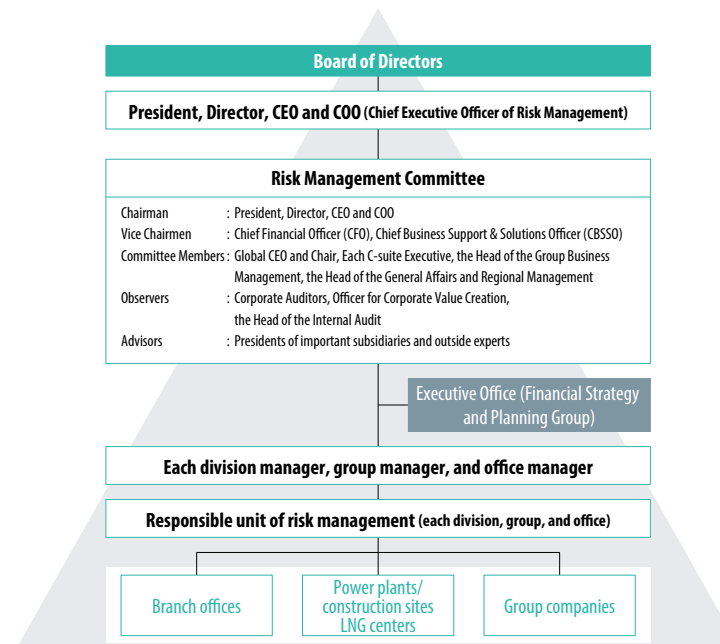 Board of Directors
President, Director, CEO and COO (Chief Executive Officer of Risk Management)
Risk Management Committee
Chairman : President, Director, CEO and COO
Vice Chairmen : Chief Financial Officer (CFO), Chief Business Support & Solutions Officer (CBSSO)
Committee Members : Global CEO and Chair, Each C-suite Executive, the Head of the Group Business
Management, the Head of the General Affairs and Regional Management
Observers : Corporate Auditors, Officer for Corporate Value Creation,
the Head of the Internal Audit
Advisors : Presidents of important subsidiaries and outside experts
Executive Office (Financial Strategy
and Planning Group)
Each division manager, group manager, and office manager
Responsible unit of risk management (each division, group, and office)
Branch offices
Power plants/
construction sites
LNG centers
Group companies